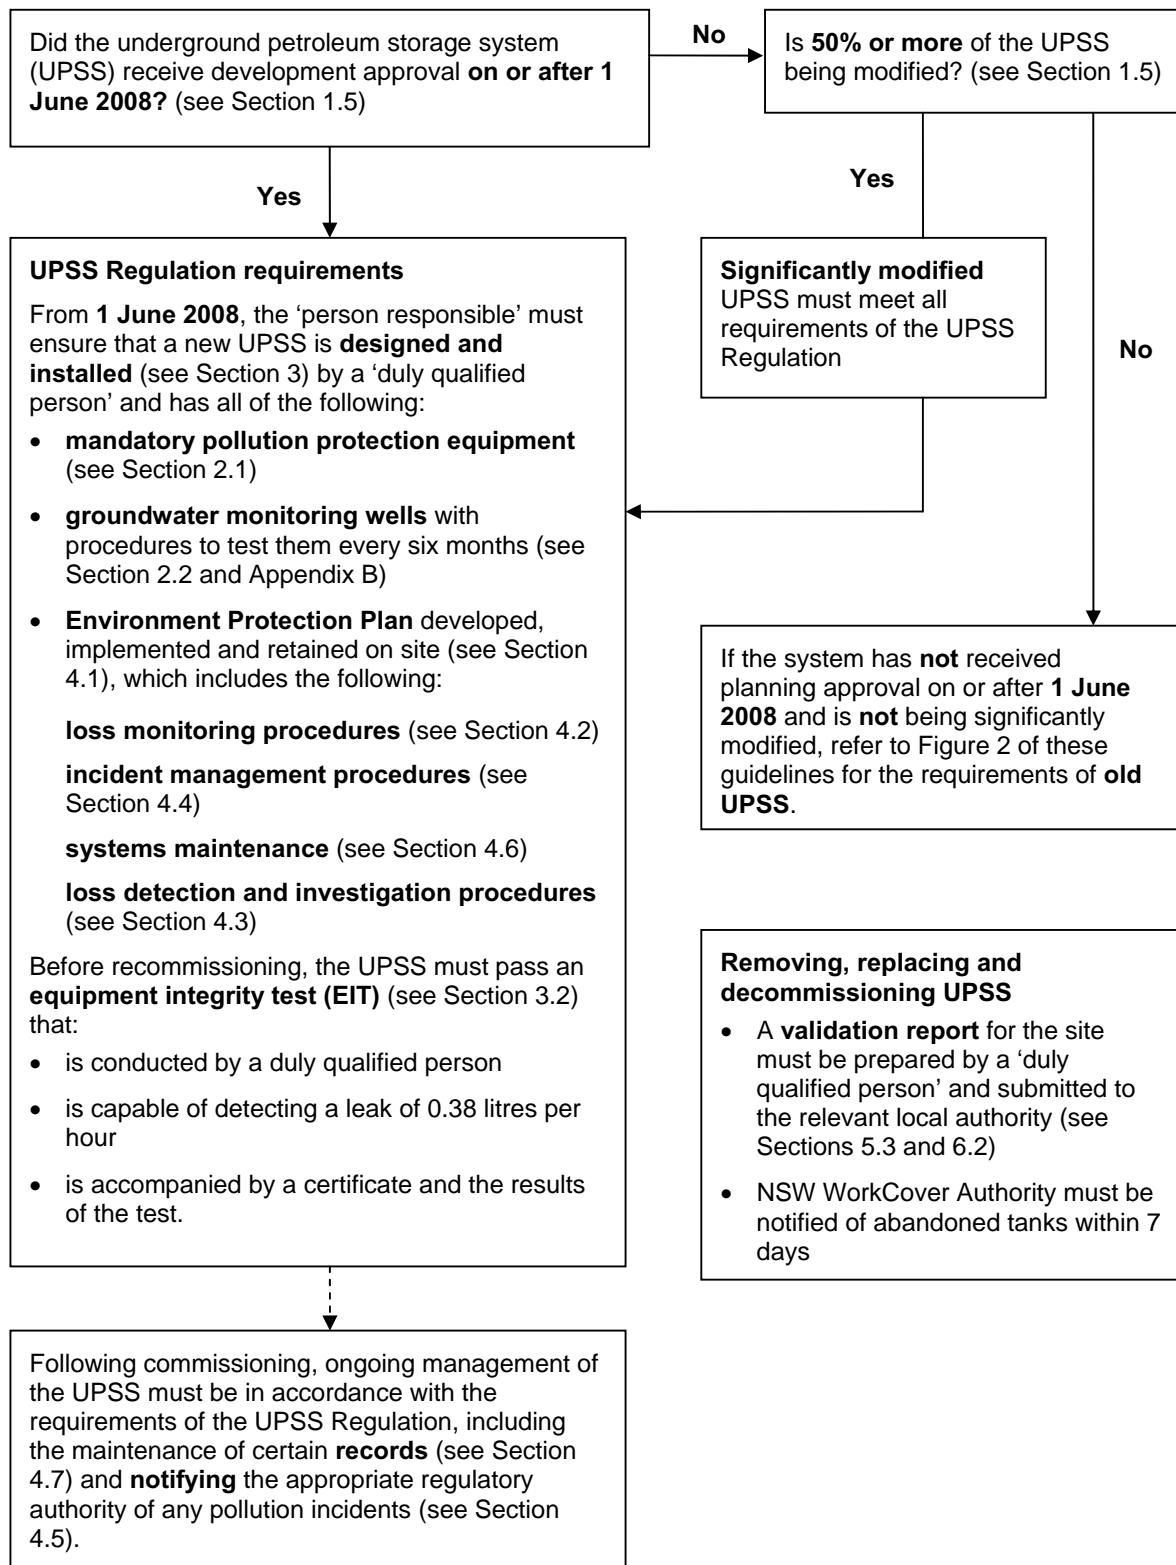 Did the underground petroleum storage system
(UPSS) receive development approval on or after 1
June 2008? (see Section 1.5)
No
Is 50% or more of the UPSS
being modified? (see Section 1.5)
Yes
Yes
No
UPSS Regulation requirements
From 1 June 2008, the ‘person responsible’ must
ensure that a new UPSS is designed and
installed (see Section 3) by a ‘duly qualified
person’ and has all of the following:
• mandatory pollution protection equipment
(see Section 2.1)
• groundwater monitoring wells with
procedures to test them every six months (see
Section 2.2 and Appendix B)
• Environment Protection Plan developed,
implemented and retained on site (see Section
4.1), which includes the following:
loss monitoring procedures (see Section 4.2)
incident management procedures (see
Section 4.4)
systems maintenance (see Section 4.6)
loss detection and investigation procedures
(see Section 4.3)
Before recommissioning, the UPSS must pass an
equipment integrity test (EIT) (see Section 3.2)
that:
• is conducted by a duly qualified person
• is capable of detecting a leak of 0.38 litres per
hour
• is accompanied by a certificate and the results
of the test.
Significantly modified
UPSS must meet all
requirements of the UPSS
Regulation
If the system has not received
planning approval on or after 1 June
2008 and is not being significantly
modified, refer to Figure 2 of these
guidelines for the requirements of old
UPSS.
Removing, replacing and
decommissioning UPSS
• A validation report for the site
must be prepared by a ‘duly
qualified person’ and submitted to
the relevant local authority (see
Sections 5.3 and 6.2)
• NSW WorkCover Authority must be
notified of abandoned tanks within 7
days
Following commissioning, ongoing management of
the UPSS must be in accordance with the
requirements of the UPSS Regulation, including
the maintenance of certain records (see Section
4.7) and notifying the appropriate regulatory
authority of any pollution incidents (see Section
4.5).